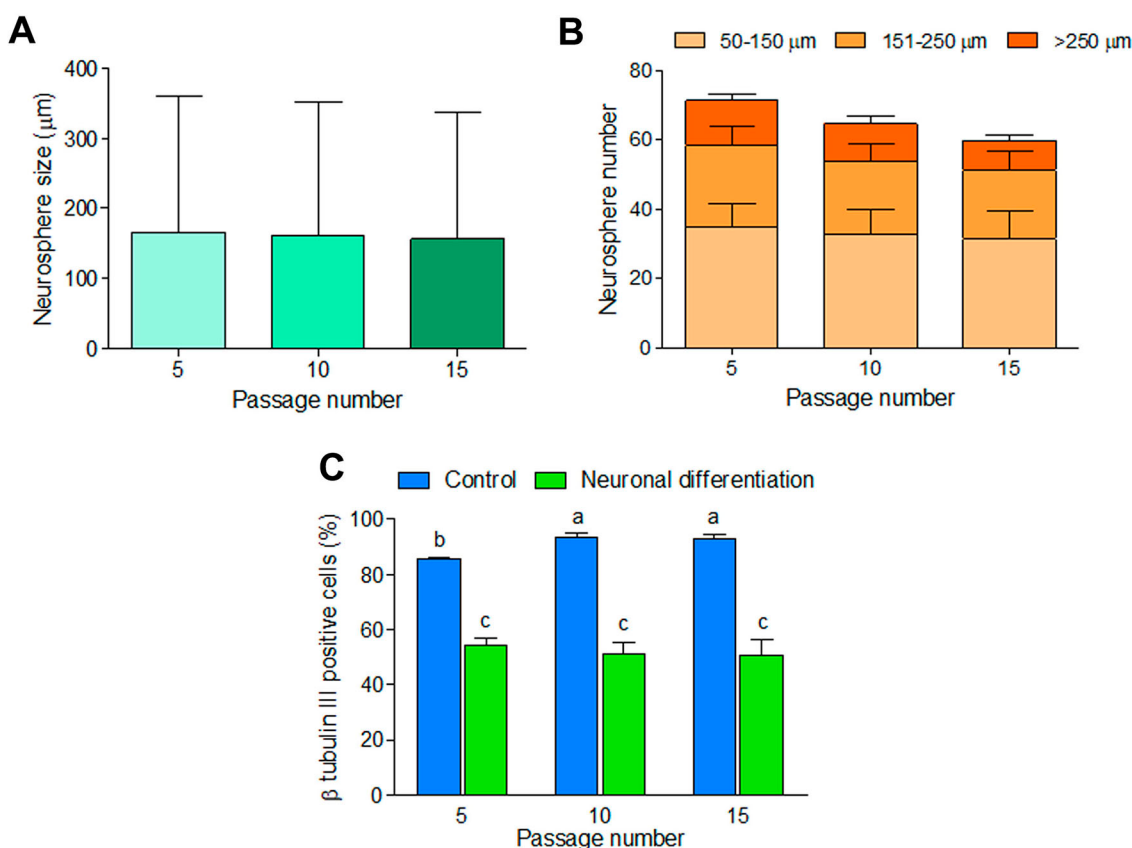 A
Neurosphere size (μm)
400
300
200
100
0
5 10 15
Passage number
B
50-150 μm 151-250 μm >250 μm
Neurosphere number
80
60
40
20
0
5 10 15
Passage number
C
Control Neuronal differentiation
β tubulin III positive cells (%)
100
80
60
40
20
0
b a a
c c c
5 10 15
Passage number